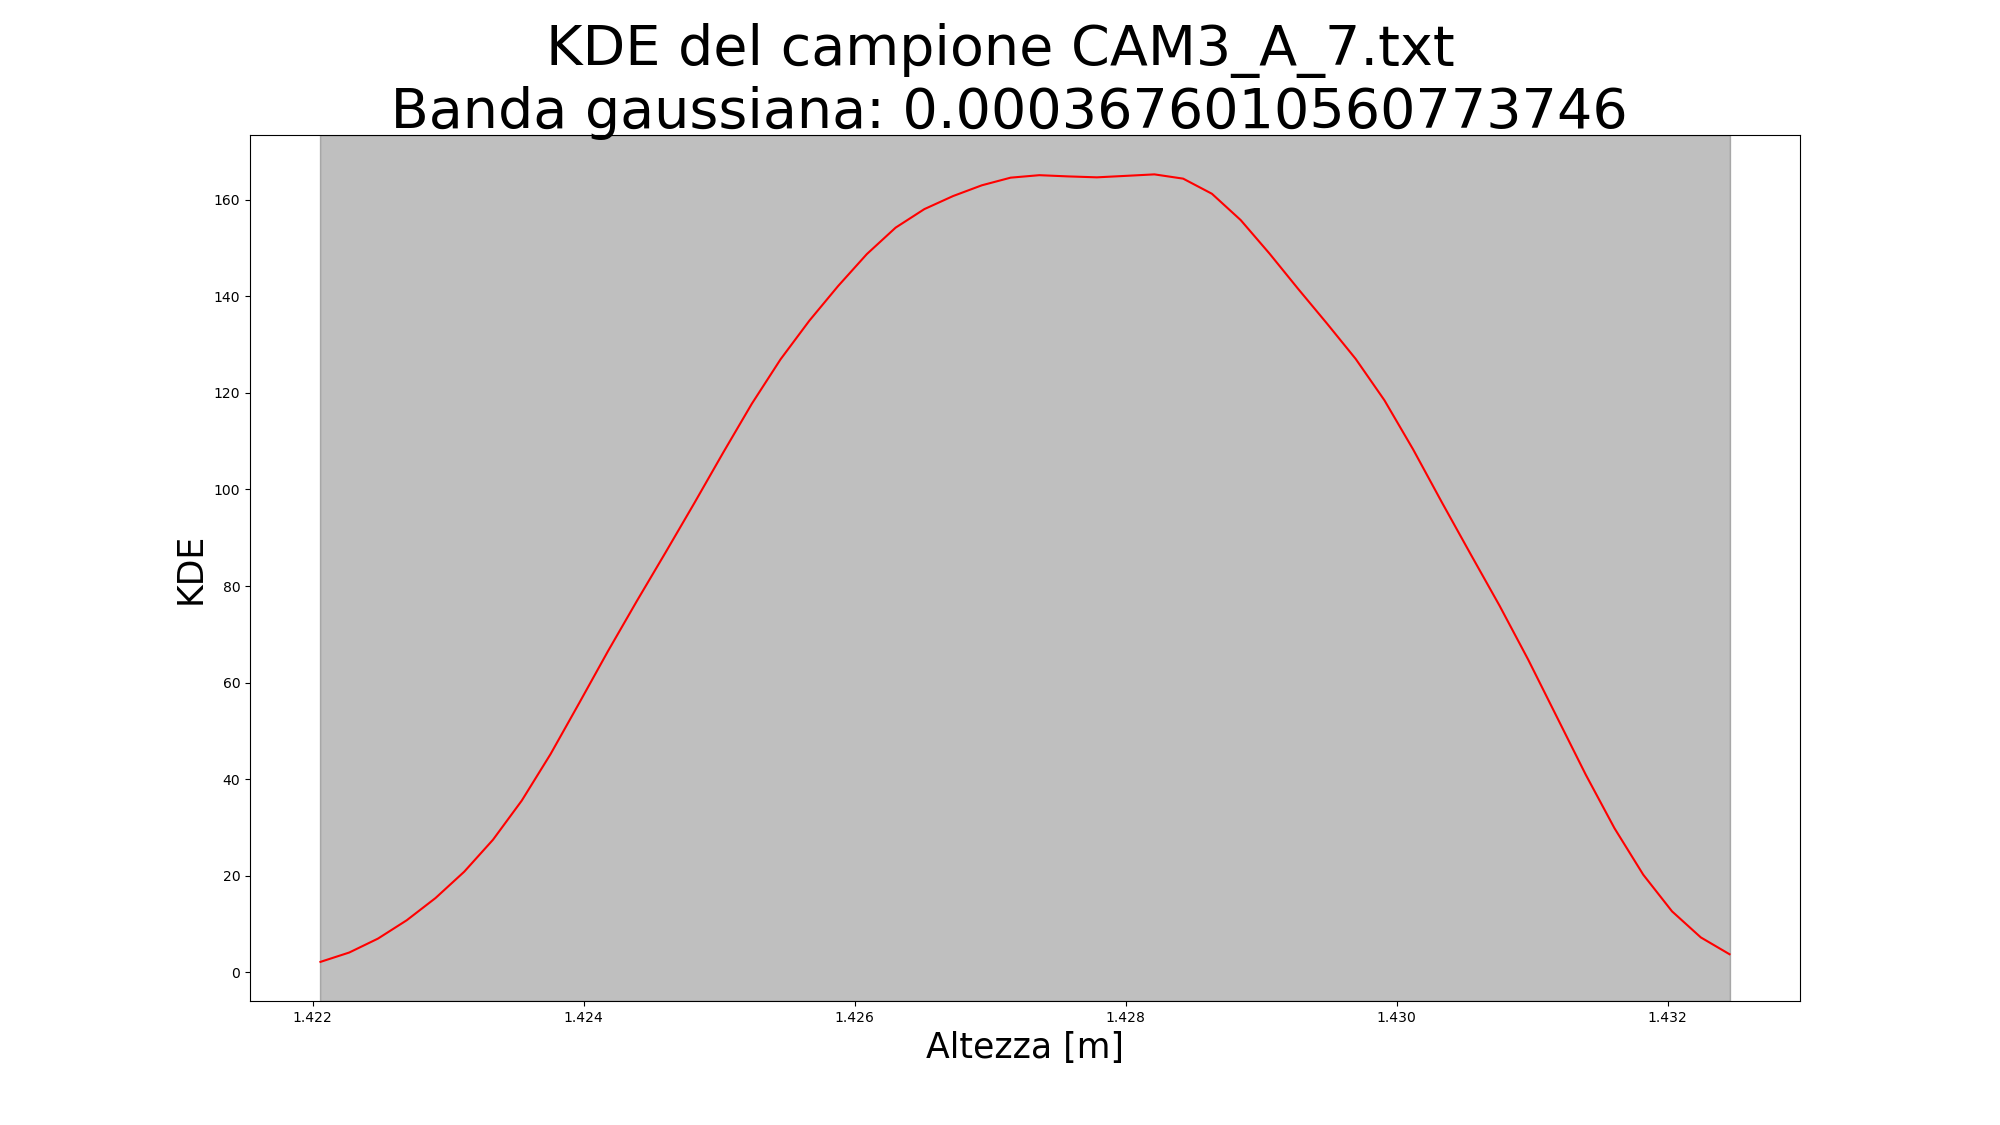 KDE del campione CAM3_A_7.txt
Banda gaussiana: 0.0003676010560773746
160
140
120
100
80
60
40
20
0
KDE
1.422 1.424 1.426 1.428 1.430 1.432
Altezza [m]